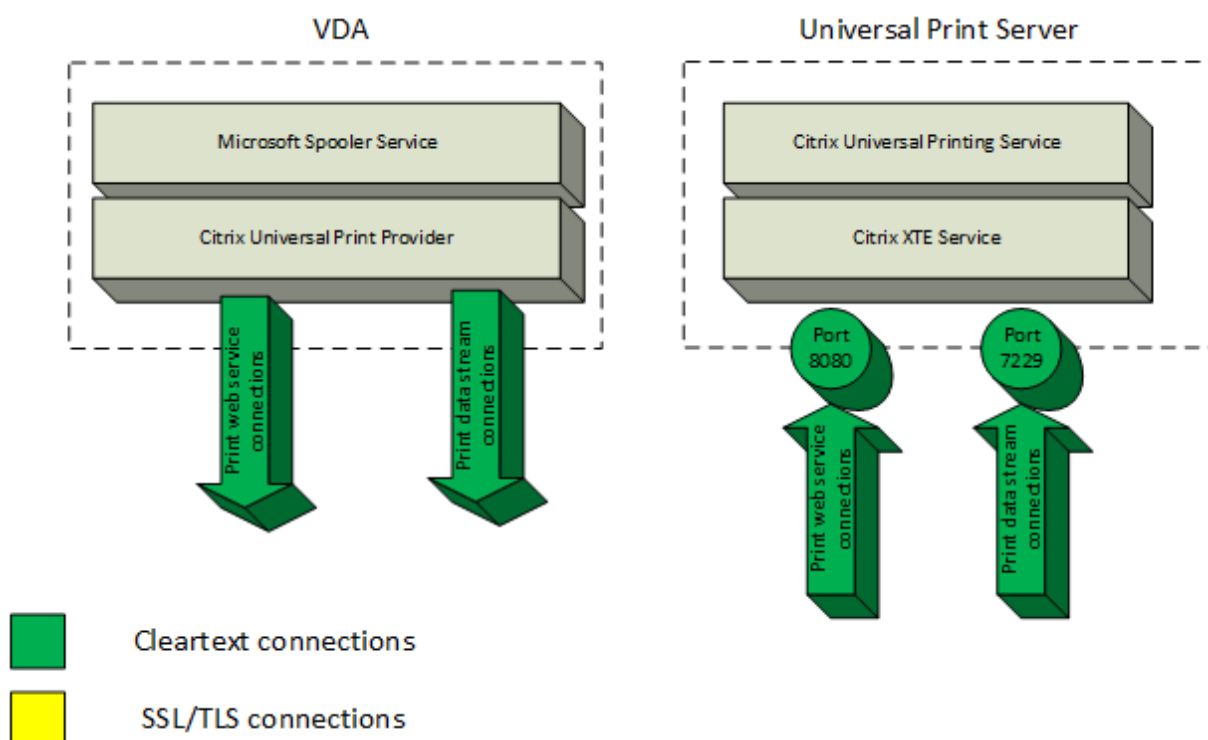 VDA
Universal Print Server
Microsoft Spooler Service
Citrix Universal Print Provider
Citrix Universal Printing Service
Citrix XTE Service
Print web service
connections
Print data stream
connections
Port
8080
Port
7229
Print web service
connections
Print data stream
connections
Cleartext connections
SSL/TLS connections